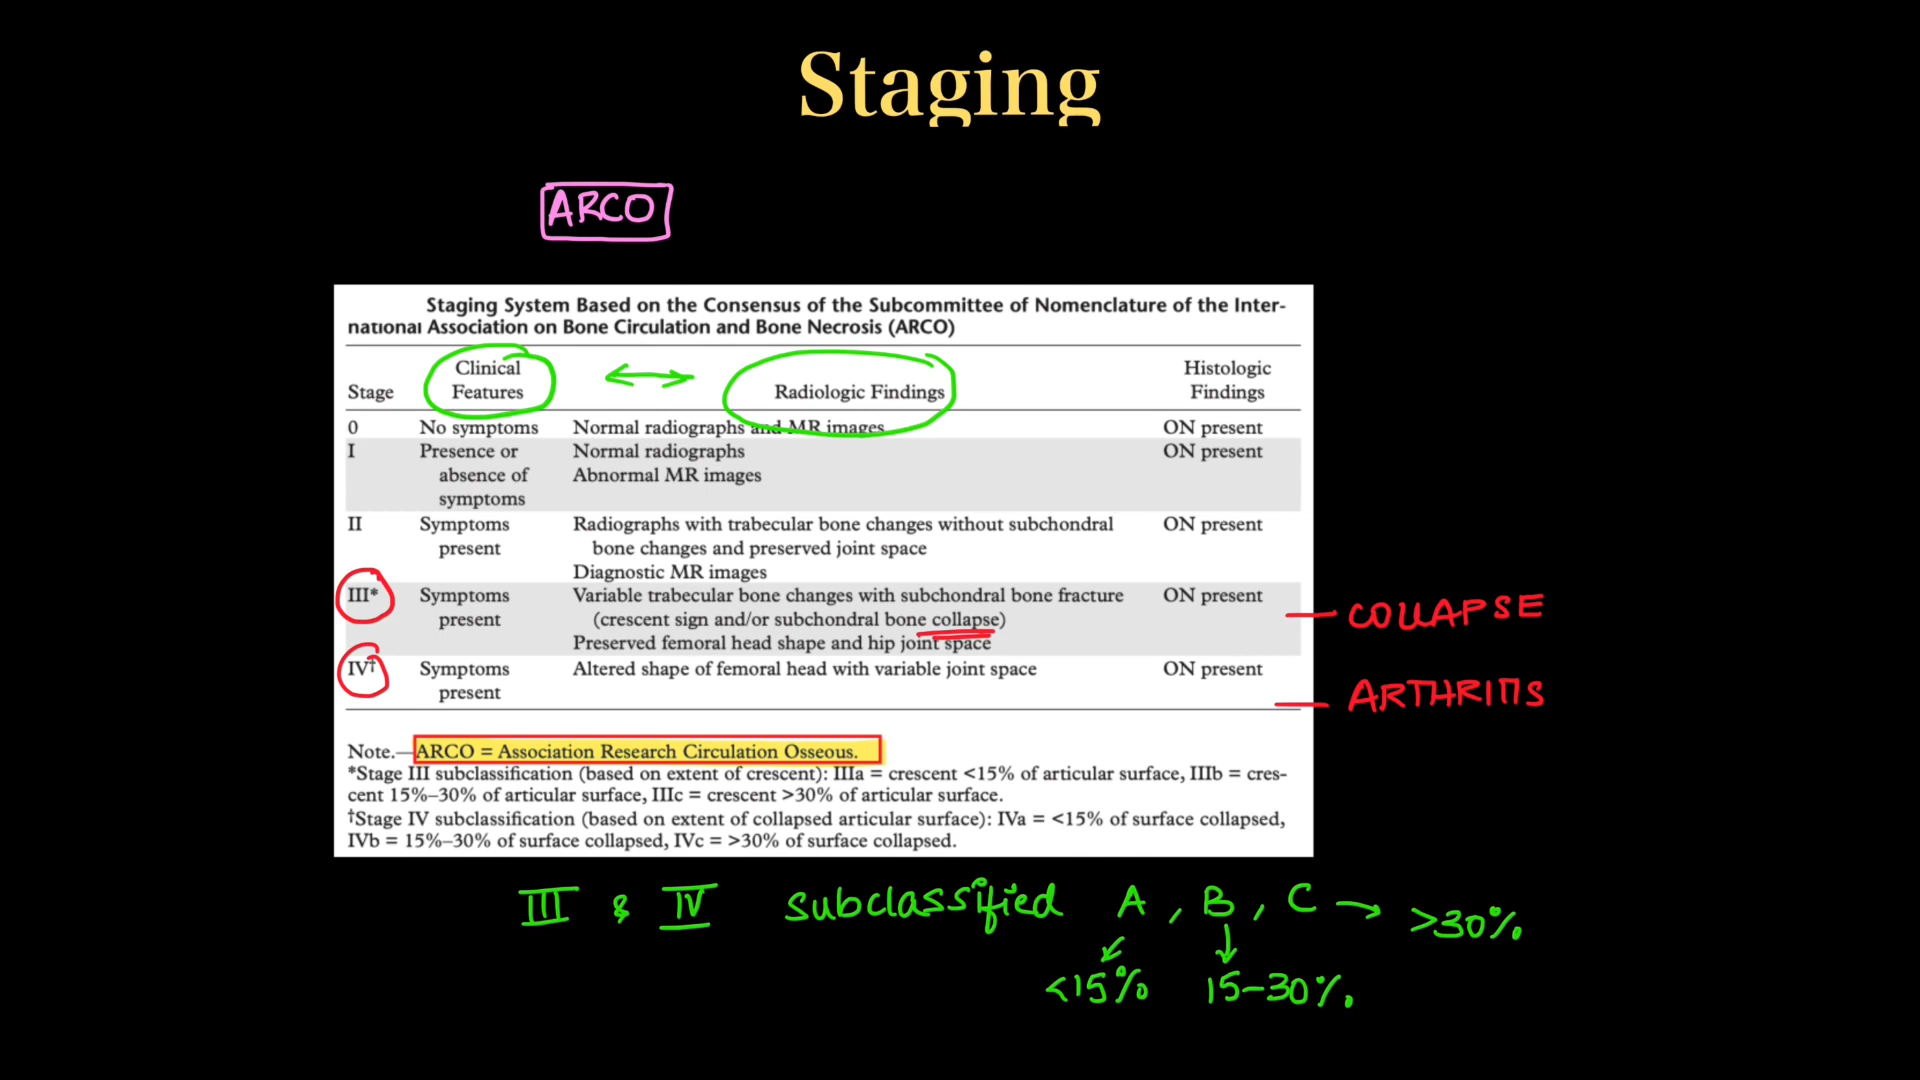 Staging
ARCO
Staging System Based on the Consensus of the Subcommittee of Nomenclature of the Inter-
national Association on Bone Circulation and Bone Necrosis (ARCO)
Stage Clinical Features Radiologic Findings Histologic Findings
0 No symptoms Normal radiographs and MR images ON present
I Presence or Normal radiographs ON present
absence of Abnormal MR images
symptoms
II Symptoms Radiographs with trabecular bone changes without subchondral ON present
present bone changes and preserved joint space
Diagnostic MR images
III* Symptoms Variable trabecular bone changes with subchondral bone fracture ON present
present (crescent sign and/or subchondral bone collapse) COLLAPSE
Preserved femoral head shape and hip joint space
IV† Symptoms Altered shape of femoral head with variable joint space ON present
present ARTHRITIS
Note.—ARCO = Association Research Circulation Osseous.
*Stage III subclassification (based on extent of crescent): IIIa = crescent <15% of articular surface, IIIb = cres-
cent 15%–30% of articular surface, IIIc = crescent >30% of articular surface.
†Stage IV subclassification (based on extent of collapsed articular surface): IVa = <15% of surface collapsed,
IVb = 15%–30% of surface collapsed, IVc = >30% of surface collapsed.
III & IV subclassified A, B, C → >30%
<15% 15-30%